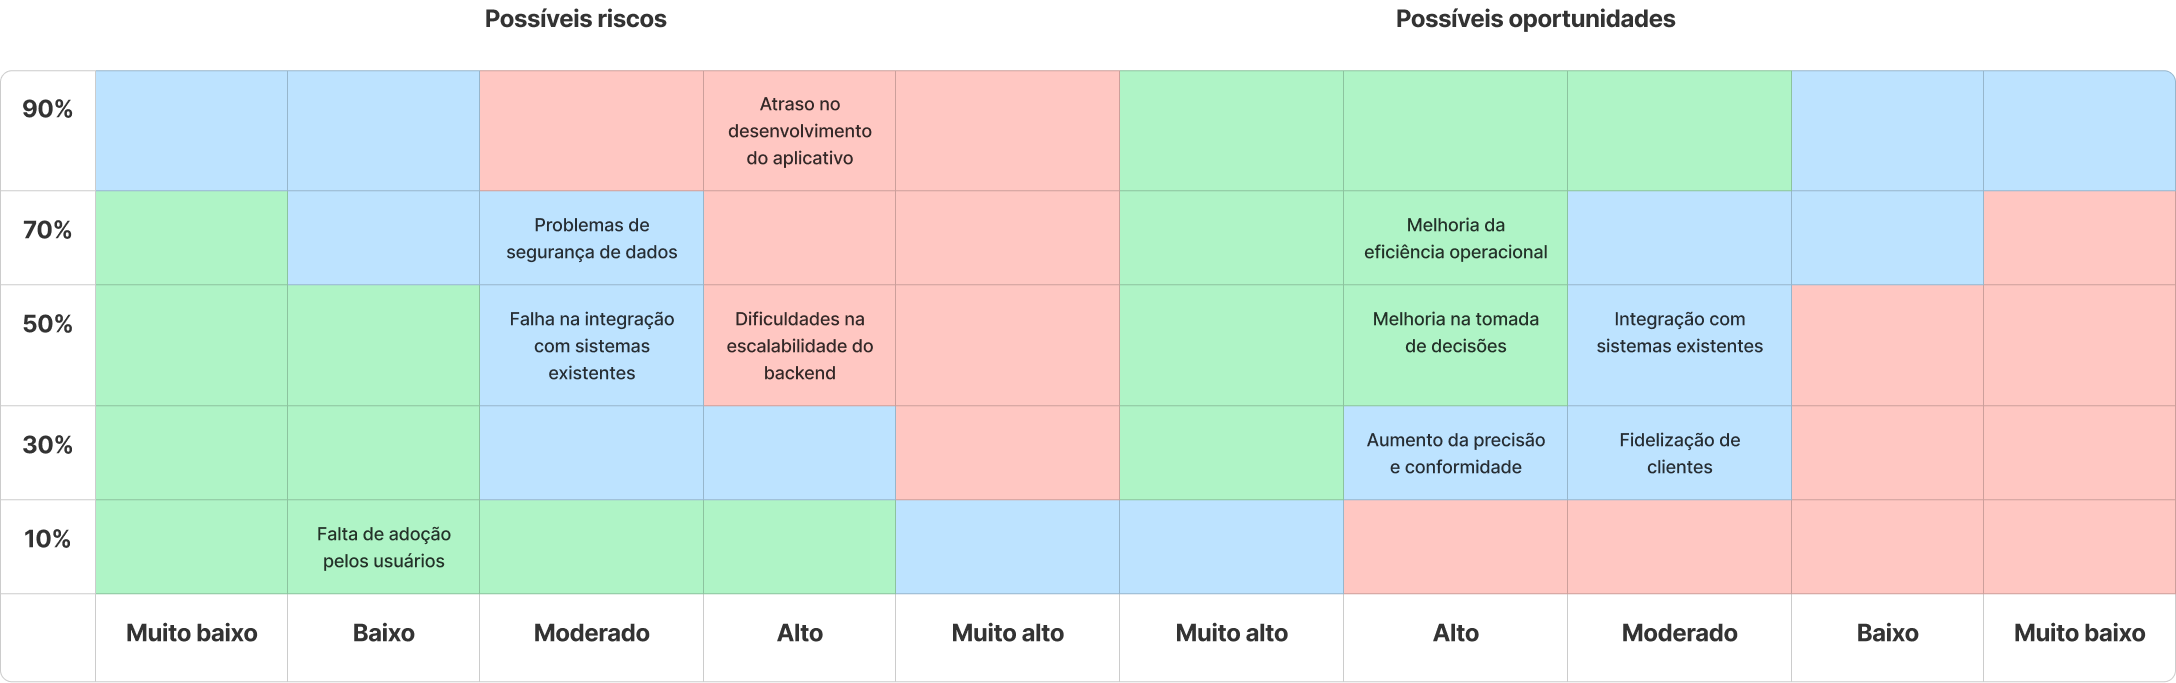 Possíveis riscos
Possíveis oportunidades
90%
Atraso no
desenvolvimento
do aplicativo
70%
Problemas de
segurança de dados
Melhoria da
eficiência operacional
50%
Falha na integração
com sistemas
existentes
Dificuldades na
escalabilidade do
backend
Melhoria na tomada
de decisões
Integração com
sistemas existentes
30%
Aumento da precisão
e conformidade
Fidelização de
clientes
10%
Falta de adoção
pelos usuários
Muito baixo
Baixo
Moderado
Alto
Muito alto
Muito alto
Alto
Moderado
Baixo
Muito baixo